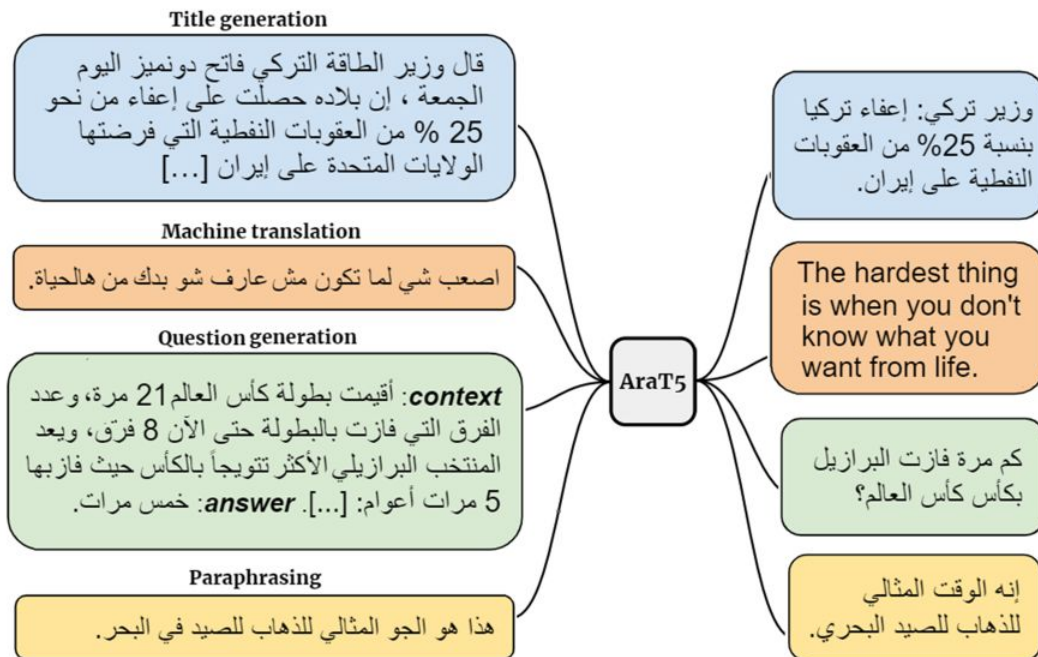 Title generation
قال وزير الطاقة التركي فاتح دونميز اليوم
الجمعة ، إن بلاده حصلت على إعفاء من نحو
25 % من العقوبات النفطية التي فرضتها
الولايات المتحدة على إيران [...]
Machine translation
اصعب شي لما تكون مش عارف شو بدك من هالحياة.
Question generation
context: أقيمت بطولة كأس العالم21 مرة، وعدد
الفرق التي فازت بالبطولة حتى الآن 8 فرق، ويعد
المنتخب البرازيلي الأكثر تتويجاً بالكأس حيث فازبها
5 مرات أعوام: [...]. answer: خمس مرات.
Paraphrasing
هذا هو الجو المثالي للذهاب للصيد في البحر.
AraT5
وزير تركي: إعفاء تركيا
بنسبة 25% من العقوبات
النفطية على إيران.
The hardest thing
is when you don't
know what you
want from life.
كم مرة فازت البرازيل
بكأس كأس العالم؟
إنه الوقت المثالي
للذهاب للصيد البحري.